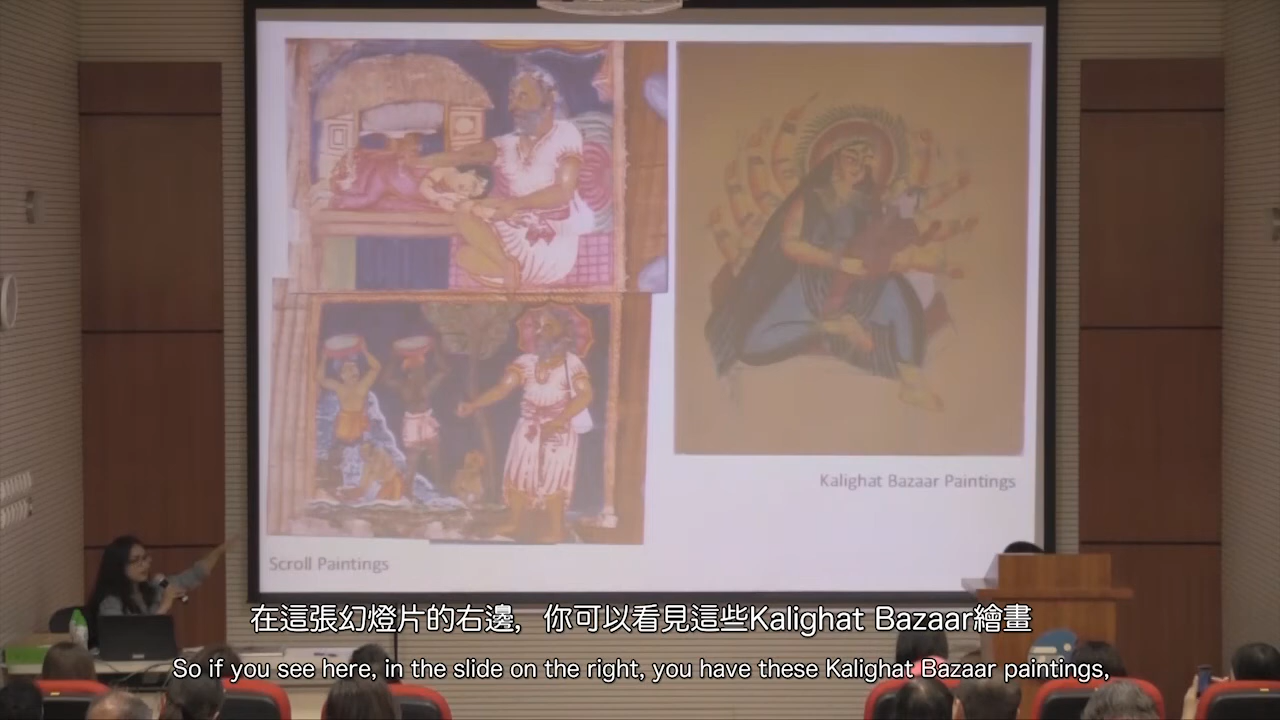 Kalighat Bazaar Paintings
Scroll Paintings
在這張幻燈片的右邊，你可以看見這些Kalighat Bazaar繪畫
So if you see here, in the slide on the right, you have these Kalighat Bazaar paintings,